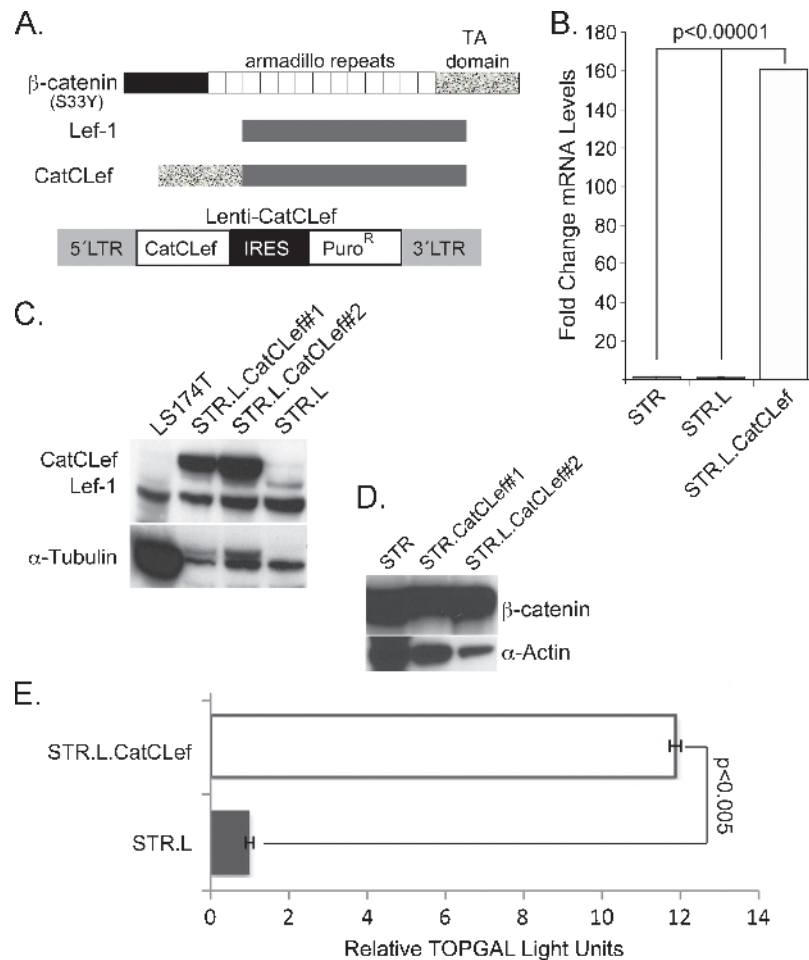 A.
armadillo repeats
TA
domain
β-catenin
(S33Y)
Lef-1
CatCLef
Lenti-CatCLef
5´LTR CatCLef IRES Puro^R 3´LTR
B.
p<0.00001
Fold Change mRNA Levels
180
160
140
120
100
80
60
40
20
STR
STR.L
STR.L.CatCLef
C.
LS174T
STR.L.CatCLef#1
STR.L.CatCLef#2
STR.L
CatCLef
Lef-1
α-Tubulin
D.
STR
STR.CatCLef#1
STR.L.CatCLef#2
β-catenin
α-Actin
E.
STR.L.CatCLef
STR.L
p<0.005
0 2 4 6 8 10 12 14
Relative TOPGAL Light Units